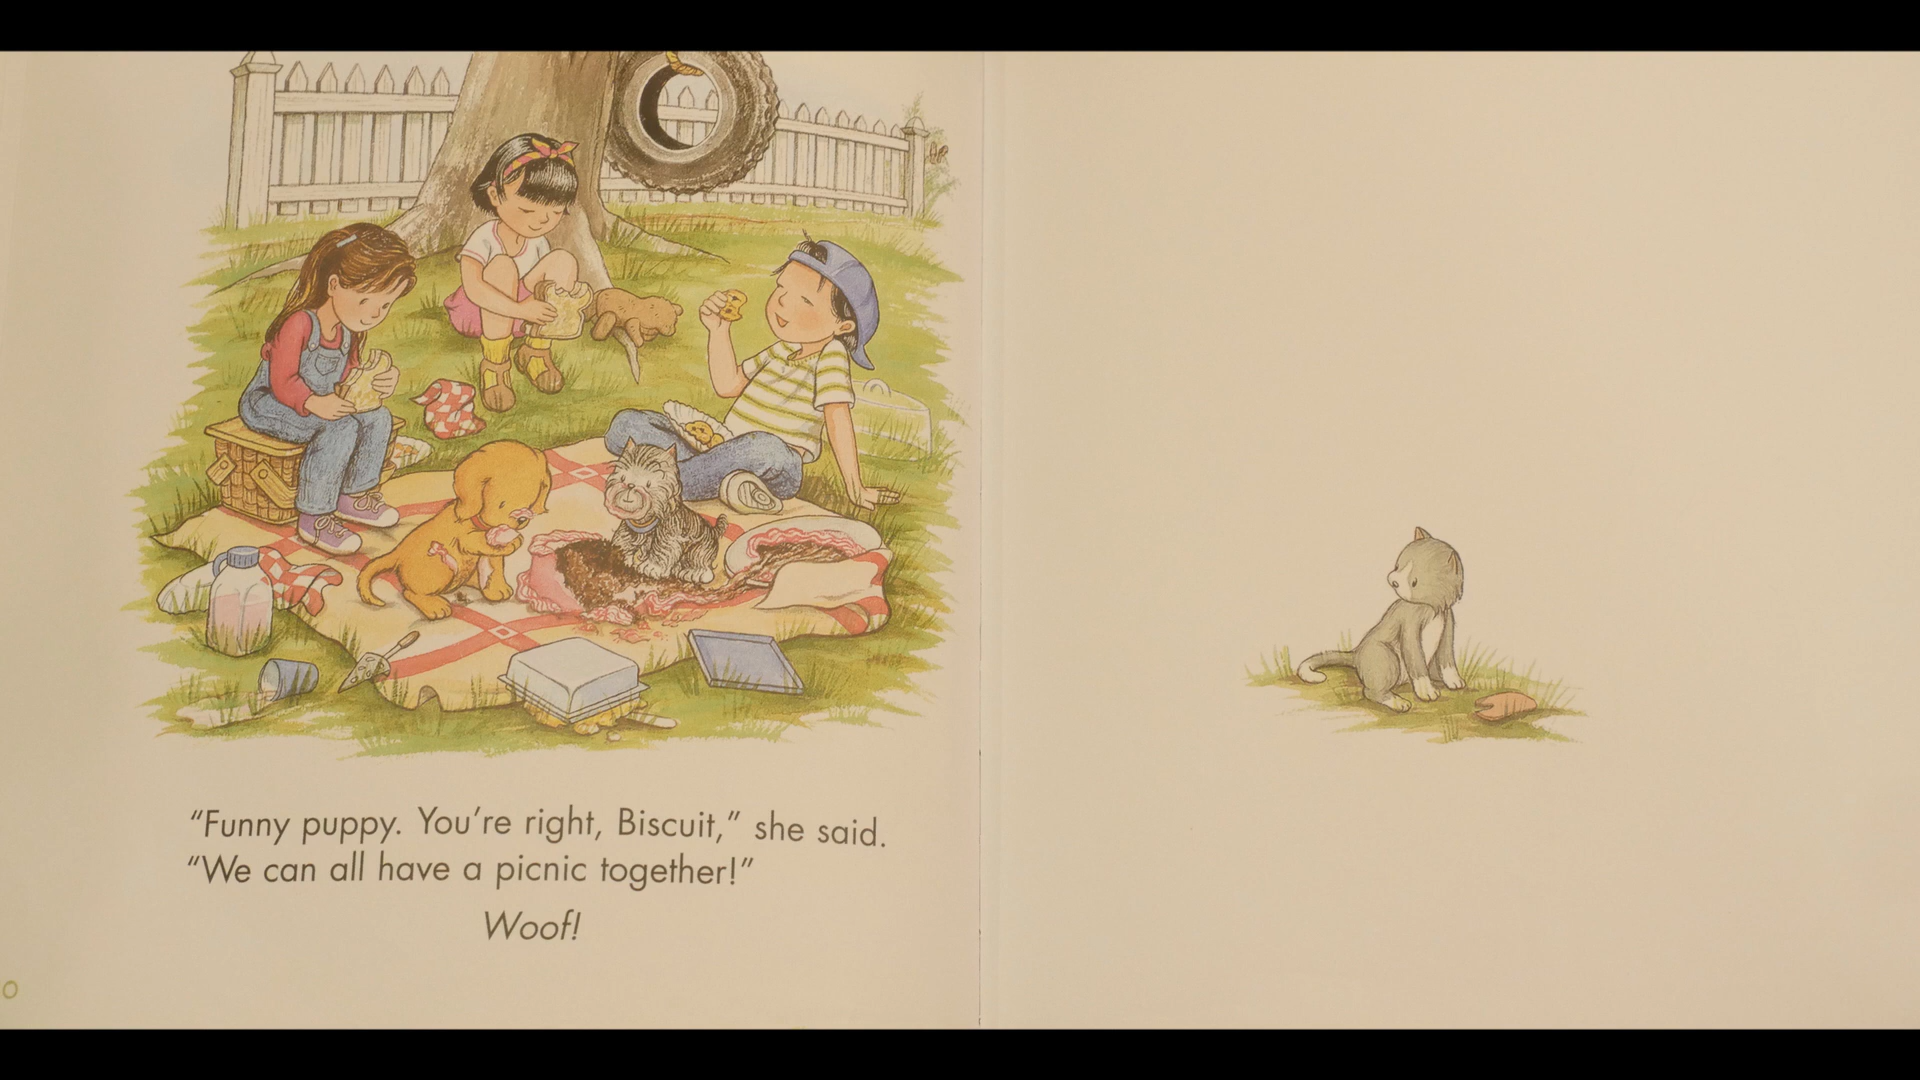 “Funny puppy. You’re right, Biscuit,” she said.
“We can all have a picnic together!”
Woof!